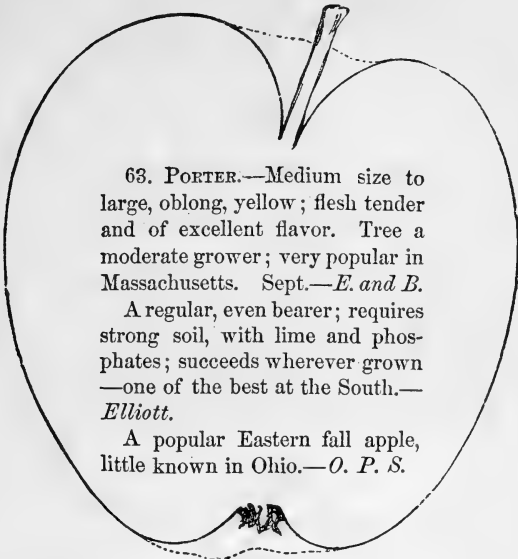 63. PORTER.—Medium size to
large, oblong, yellow; flesh tender
and of excellent flavor. Tree a
moderate grower; very popular in
Massachusetts. Sept.—E. and B.
A regular, even bearer; requires
strong soil, with lime and phos-
phates; succeeds wherever grown
—one of the best at the South.—
Elliott.
A popular Eastern fall apple,
little known in Ohio.—O. P. S.